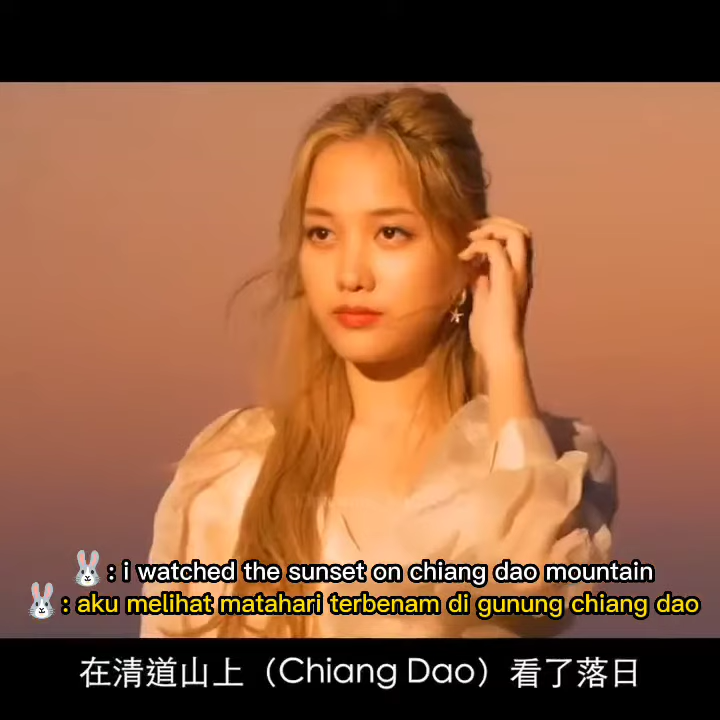 🐰 : i watched the sunset on chiang dao mountain
🐰 : aku melihat matahari terbenam di gunung chiang dao
在清道山上（Chiang Dao）看了落日